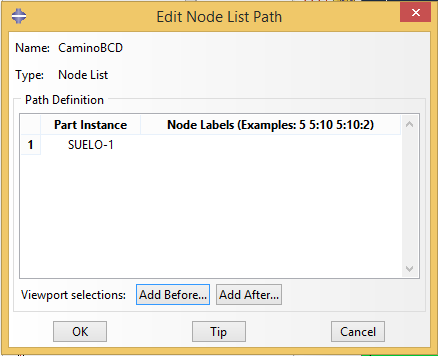 Edit Node List Path
Name: CaminoBCD
Type: Node List
Path Definition
Part Instance Node Labels (Examples: 5 5:10 5:10:2)
1 SUELO-1
Viewport selections: Add Before... Add After...
OK Tip Cancel